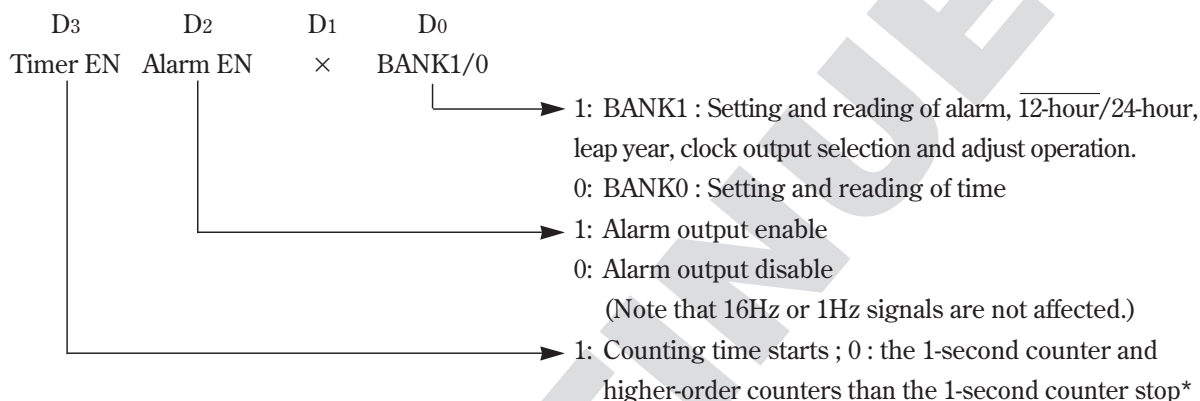 D3 D2 D1 D0
Timer EN Alarm EN × BANK1/0
1: BANK1 : Setting and reading of alarm, 12-hour/24-hour,
leap year, clock output selection and adjust operation.
0: BANK0 : Setting and reading of time
1: Alarm output enable
0: Alarm output disable
(Note that 16Hz or 1Hz signals are not affected.)
1: Counting time starts ; 0 : the 1-second counter and
higher-order counters than the 1-second counter stop*